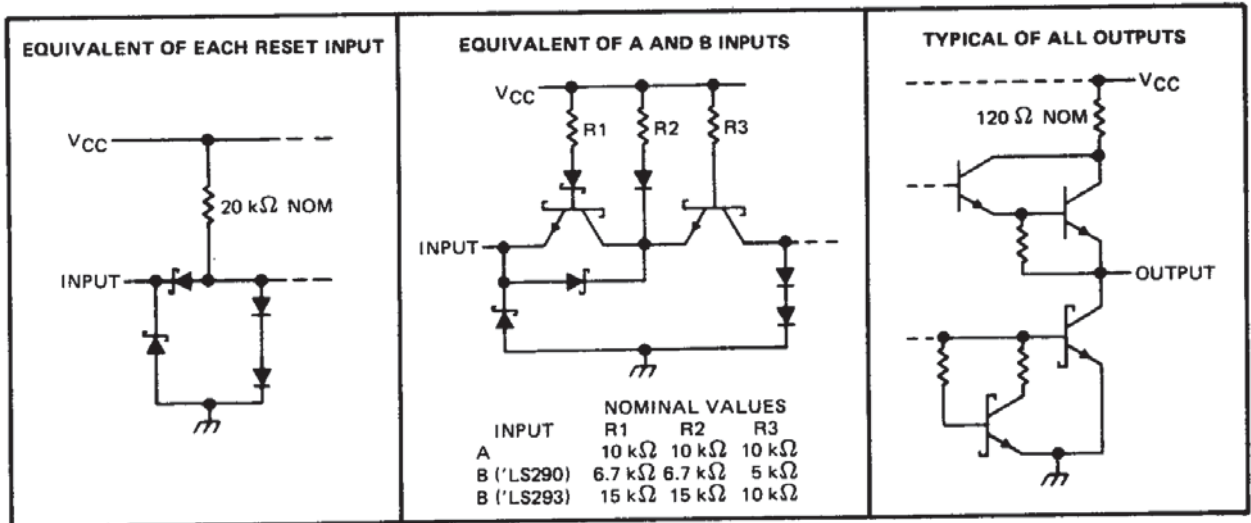 EQUIVALENT OF EACH RESET INPUT
VCC
20 kΩ NOM
INPUT
EQUIVALENT OF A AND B INPUTS
VCC
R1 R2 R3
INPUT
NOMINAL VALUES
INPUT R1 R2 R3
A 10 kΩ 10 kΩ 10 kΩ
B ('LS290) 6.7 kΩ 6.7 kΩ 5 kΩ
B ('LS293) 15 kΩ 15 kΩ 10 kΩ
TYPICAL OF ALL OUTPUTS
VCC
120 Ω NOM
OUTPUT